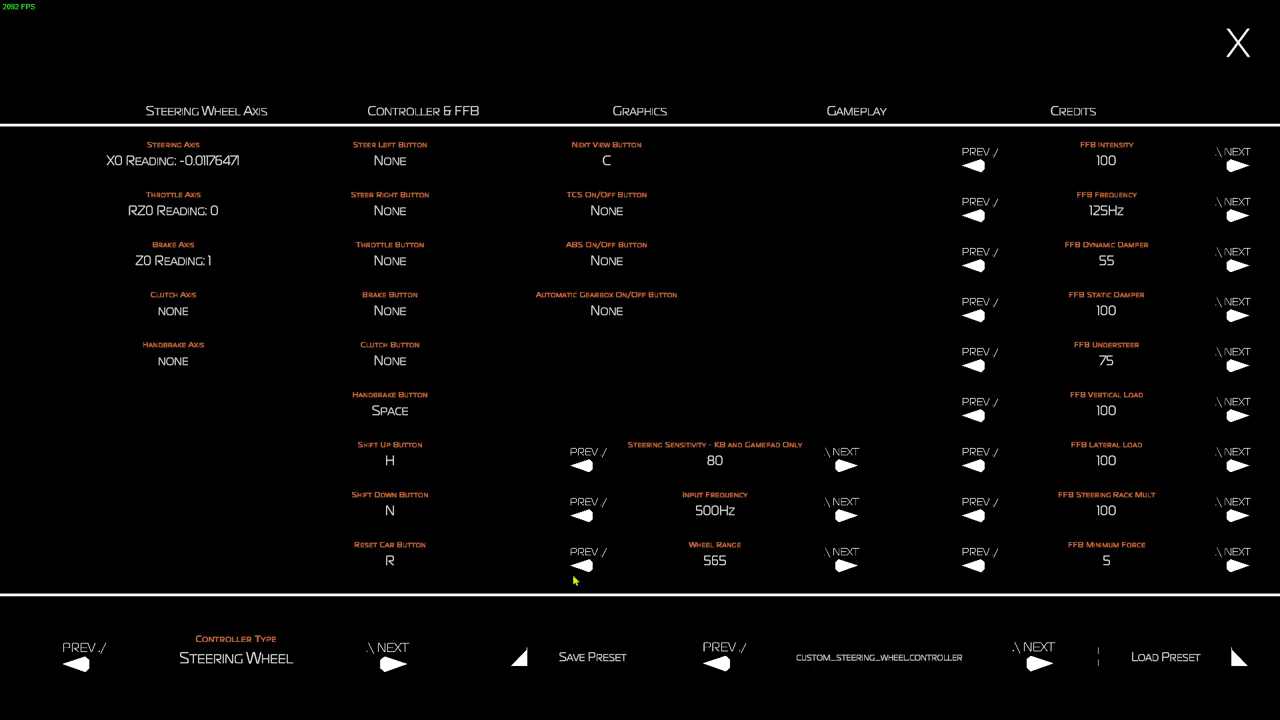 2092 FPS
X
Steering Wheel Axis
Controller & FFB
Graphics
Gameplay
Credits
Steering Axis
X0 Reading: -0.01176471
Throttle Axis
RZ0 Reading: 0
Brake Axis
Z0 Reading: 1
Clutch Axis
none
Handbrake Axis
none
Steer Left Button
None
Steer Right Button
None
Throttle Button
None
Brake Button
None
Clutch Button
None
Handbrake Button
Space
Shift Up Button
H
Shift Down Button
N
Reset Car Button
R
Next View Button
C
TCS On/Off Button
None
ABS On/Off Button
None
Automatic Gearbox On/Off Button
None
Prev ./ Steering Sensitivity - KB and Gamepad Only .\ Next
80
Prev ./ Input Frequency .\ Next
500Hz
Prev ./ Wheel Range .\ Next
565
Prev ./ FFB Intensity .\ Next
100
Prev ./ FFB Frequency .\ Next
125Hz
Prev ./ FFB Dynamic Damper .\ Next
55
Prev ./ FFB Static Damper .\ Next
100
Prev ./ FFB Understeer .\ Next
75
Prev ./ FFB Vertical Load .\ Next
100
Prev ./ FFB Lateral Load .\ Next
100
Prev ./ FFB Steering Rack Mult .\ Next
100
Prev ./ FFB Minimum Force .\ Next
5
Prev ./ Controller Type .\ Next
Steering Wheel
Save Preset
Prev ./ custom_steering_wheel.controller .\ Next
Load Preset